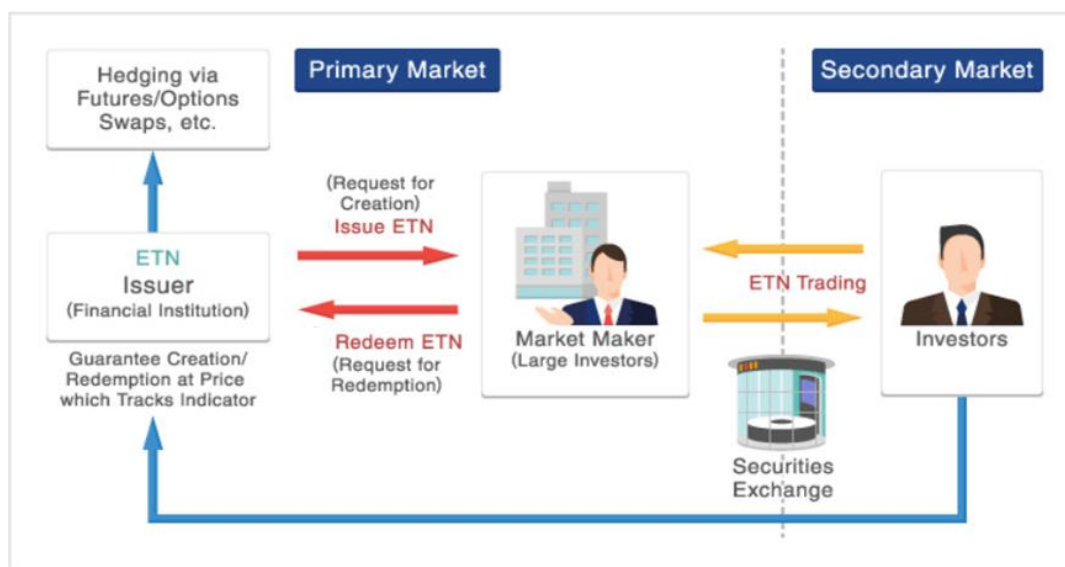 Hedging via
Futures/Options
Swaps, etc.
Primary Market
Secondary Market
(Request for
Creation)
Issue ETN
ETN
Issuer
(Financial Institution)
Redeem ETN
(Request for
Redemption)
Guarantee Creation/
Redemption at Price
which Tracks Indicator
Market Maker
(Large Investors)
ETN Trading
Investors
Securities
Exchange